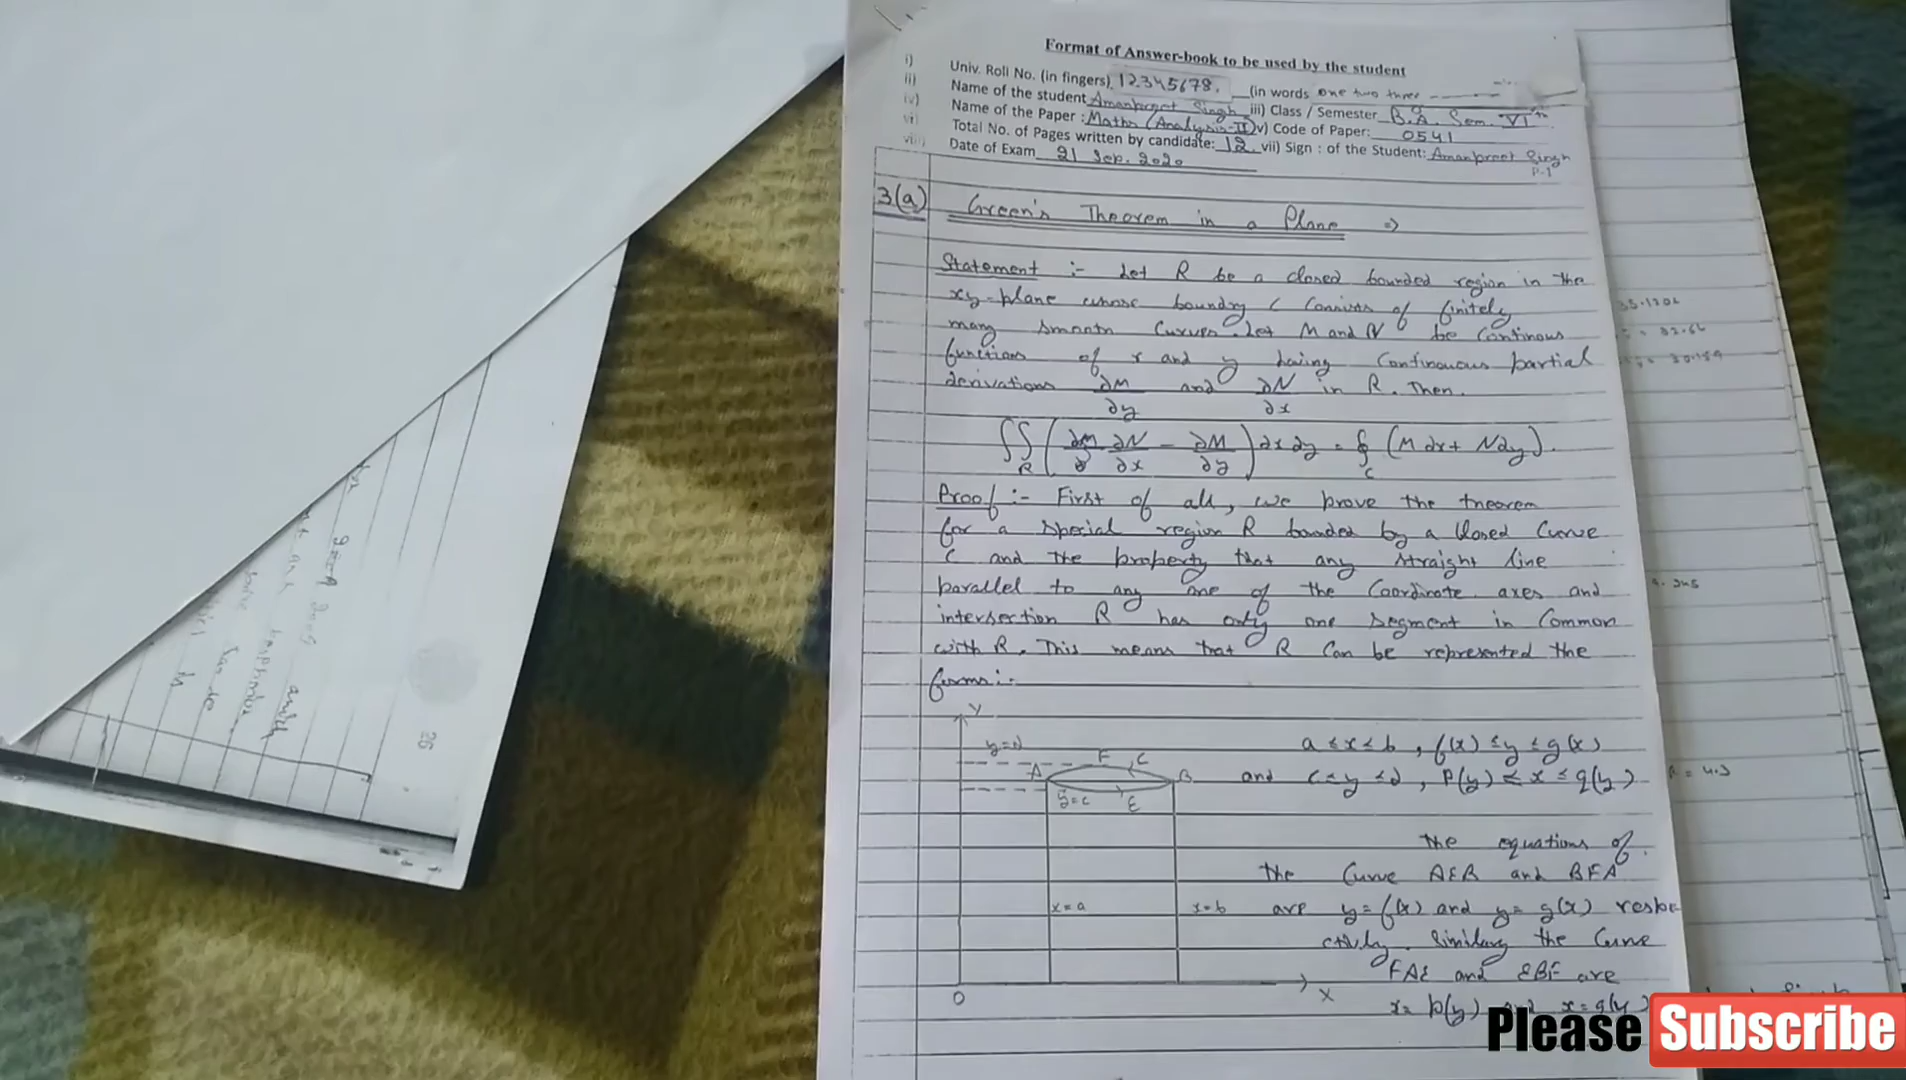 Format of Answer-book to be used by the student
i) Univ. Roll No. (in fingers) 12345678. (in words one two three
ii) Name of the student Amanpreet Singh iii) Class / Semester B.A. Sem. VIth
iv) Name of the Paper : Maths (Analysis-II) v) Code of Paper: 0541
vi) Total No. of Pages written by candidate: 12 vii) Sign : of the Student: Amanpreet Singh
viii) Date of Exam 21 Sep. 2020
P-1
3(a) Green's Theorem in a Plane ⇒
Statement :- Let R be a closed bounded region in the
xy-plane whose boundry C consists of finitely
many smooth curves. Let M and N be continous
functions of x and y having continouous partial
derivations ∂M/∂y and ∂N/∂x in R. Then.
∬R (∂N/∂x - ∂M/∂y) dx dy = ∮C (M dx + N dy).
Proof :- First of all, we prove the theorem
for a special region R bounded by a closed curve
C and the property that any straight line
parallel to any one of the coordinate axes and
intersection R has only one segment in common
with R. This means that R can be represented the
forms :-
Y
y=d
F C
A B
y=c E
x=a x=b
O X
a ≤ x ≤ b , f(x) ≤ y ≤ g(x)
and c ≤ y ≤ d , p(y) ≤ x ≤ q(y)
the equations of
the curve AEB and BFA
are y = f(x) and y = g(x) respe
ctively. Similarly the curve
FAE and EBF are
x = p(y) x = q(y)
26
Please Subscribe